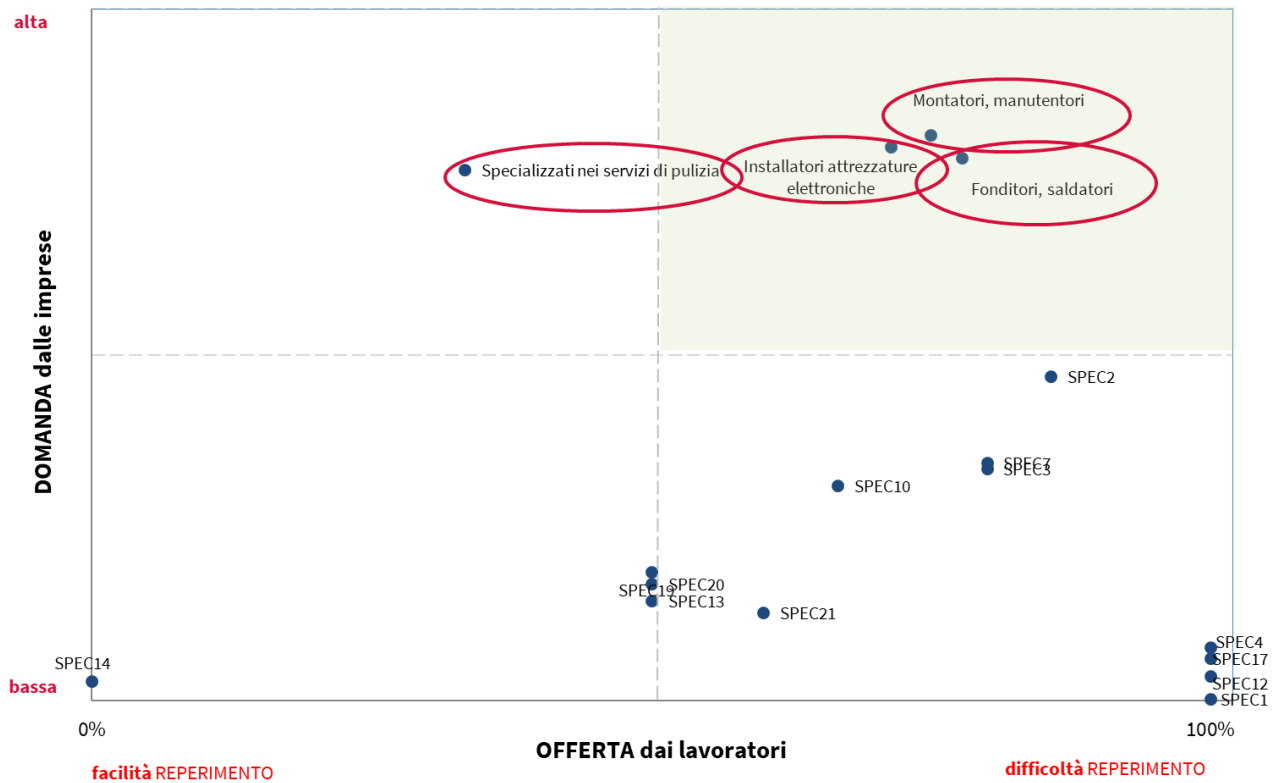 alta
Montatori, manutentori
Specializzati nei servizi di pulizia
Installatori attrezzature
elettroniche
Fonditori, saldatori
DOMANDA dalle imprese
SPEC2
SPEC7
SPEC3
SPEC10
SPEC20
SPEC19
SPEC13
SPEC21
SPEC4
SPEC17
SPEC14
SPEC12
bassa
SPEC1
0%
100%
OFFERTA dai lavoratori
facilità REPERIMENTO
difficoltà REPERIMENTO